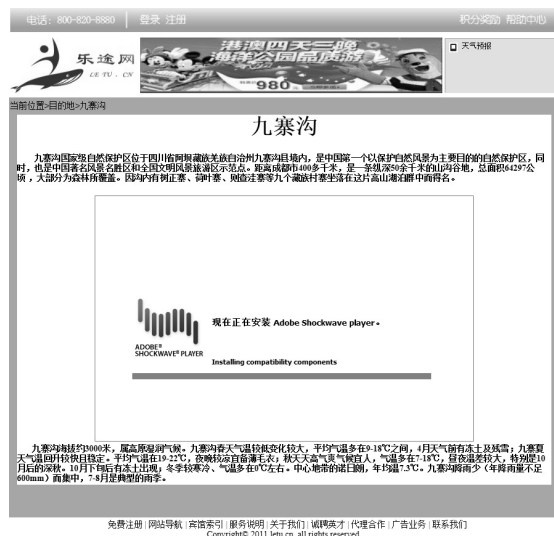 电话：800-820-8880 登录 注册 积分奖励 帮助中心
乐途网
LE TU . CN
港澳四天三晚
海洋公园品质游
980
天气预报
当前位置>目的地>九寨沟
九寨沟
九寨沟国家级自然保护区位于四川省阿坝藏族羌族自治州九寨沟县境内，是中国第一个以保护自然风景为主要目的的自然保护区，同
时，也是中国著名风景名胜区和全国文明风景旅游区示范点。距离成都市400多千米，是一条纵深50余千米的山沟谷地，总面积64297公
顷，大部分为森林所覆盖。因沟内有树正寨、荷叶寨、则查洼寨等九个藏族村寨坐落在这片高山湖泊群中而得名。
现在正在安装 Adobe Shockwave player。
ADOBE®
SHOCKWAVE® PLAYER
Installing compatibility components
九寨沟海拔约3000米，属高原湿润气候。九寨沟春天气温较低变化较大，平均气温多在9-18℃之间，4月天气前有冻土及残雪；九寨夏
天气温回升较快且稳定。平均气温在19-22℃，夜晚较凉宜备薄毛衣；秋天天高气爽气候宜人，气温多在7-18℃，昼夜温差较大，特别是10
月后的深秋。10月下旬后有冻土出现；冬季较寒冷、气温多在0℃左右。中心地带的诺日朗，年均温7.3℃。九寨沟降雨少（年降雨量不足
600mm）而集中，7-8月是典型的雨季。
免费注册 | 网站导航 | 宾馆索引 | 服务说明 | 关于我们 | 诚聘英才 | 代理合作 | 广告业务 | 联系我们
Copyright© 2011 letu.cn, all rights reserved